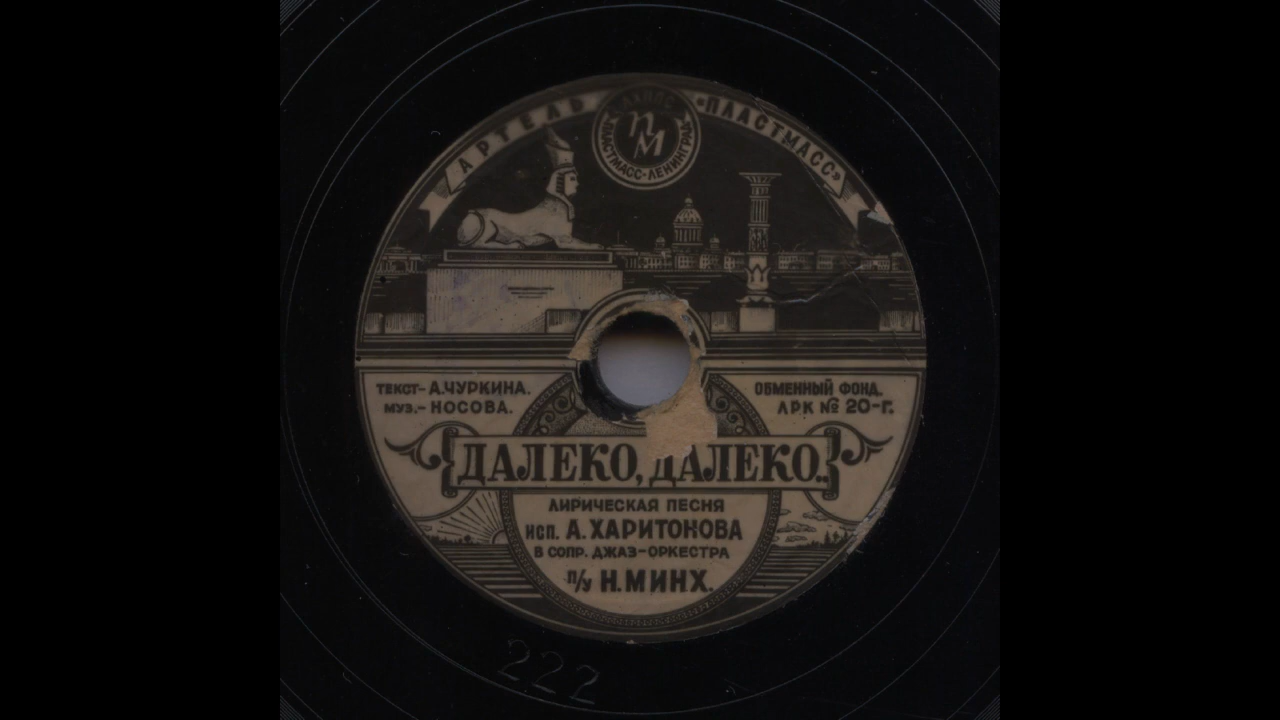 АРТЕЛЬ «ПЛАСТМАСС»
ПМ
ПЛАСТМАСС-ЛЕНИНГРАД
ТЕКСТ-А.ЧУРКИНА.
МУЗ.-НОСОВА.
ОБМЕННЫЙ ФОНД.
ЛРК № 20-Г.
ДАЛЕКО, ДАЛЕКО..
ЛИРИЧЕСКАЯ ПЕСНЯ
ИСП. А. ХАРИТОНОВА
В СОПР. ДЖАЗ-ОРКЕСТРА
П/У Н. МИНХ.
222